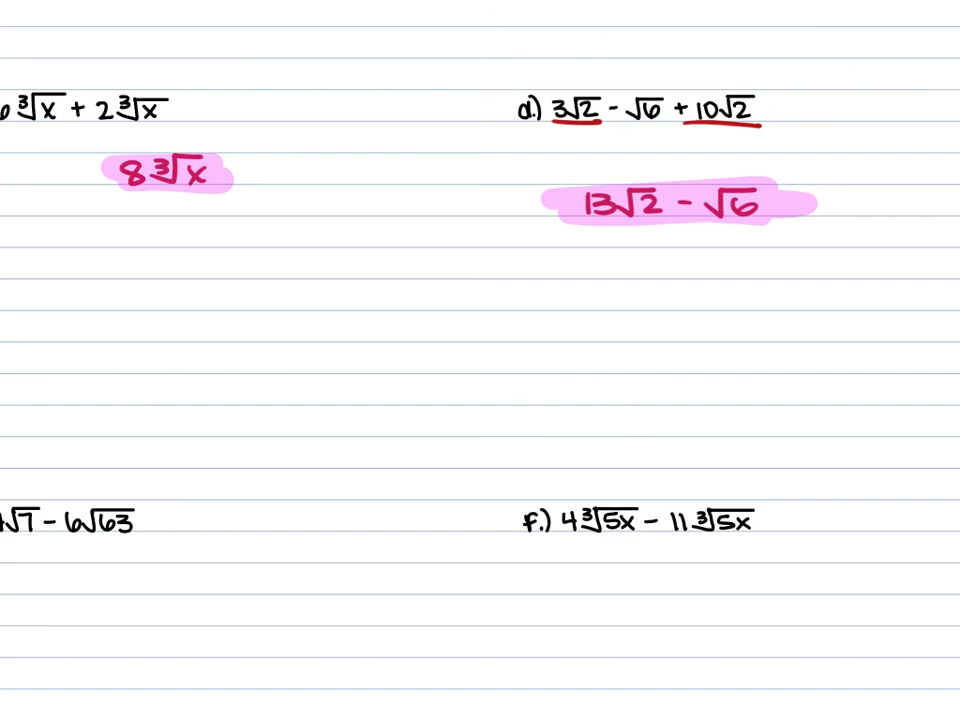 ∛x + 2∛x
d.) 3√2 - √6 + 10√2
8∛x
13√2 - √6
√7 - 6√63
f.) 4∛5x - 11∛5x